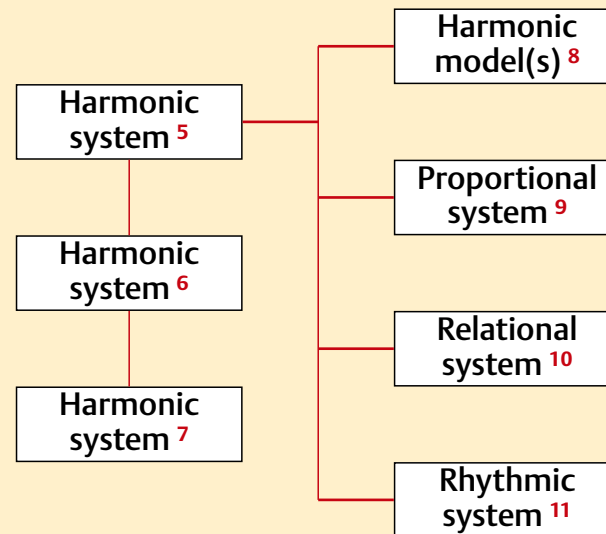 Harmonic
system 5
Harmonic
system 6
Harmonic
system 7
Harmonic
model(s) 8
Proportional
system 9
Relational
system 10
Rhythmic
system 11